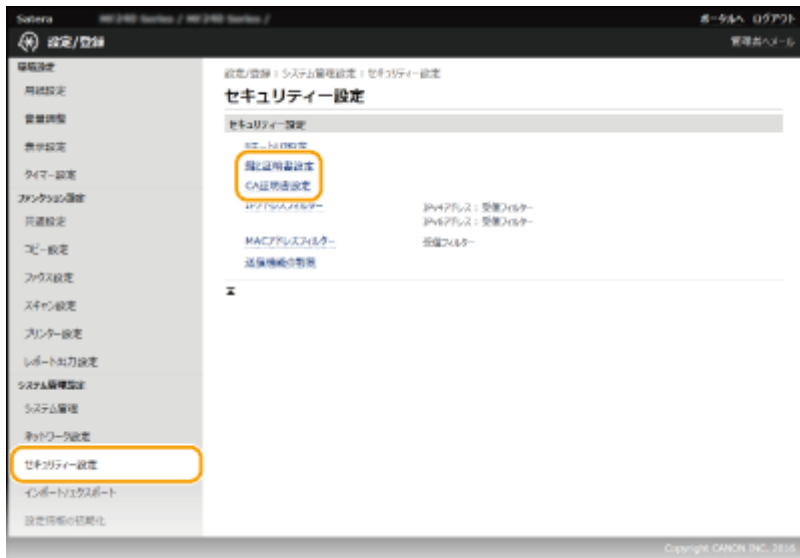 Satera
ポータルへ ログアウト
設定/登録
管理者へメール
環境設定
用紙設定
音量調整
表示設定
タイマー設定
ファンクション設定
共通設定
コピー設定
ファクス設定
スキャン設定
プリンター設定
レポート出力設定
システム管理設定
システム管理
ネットワーク設定
セキュリティー設定
インポート/エクスポート
設定情報の初期化
設定/登録 : システム管理設定 : セキュリティー設定
セキュリティー設定
セキュリティー設定
リモートUI設定
鍵と証明書設定
CA証明書設定
IPアドレスフィルター
IPv4アドレス : 受信フィルター
IPv6アドレス : 受信フィルター
MACアドレスフィルター
受信フィルター
送信機能の制限
Copyright CANON INC. 2016